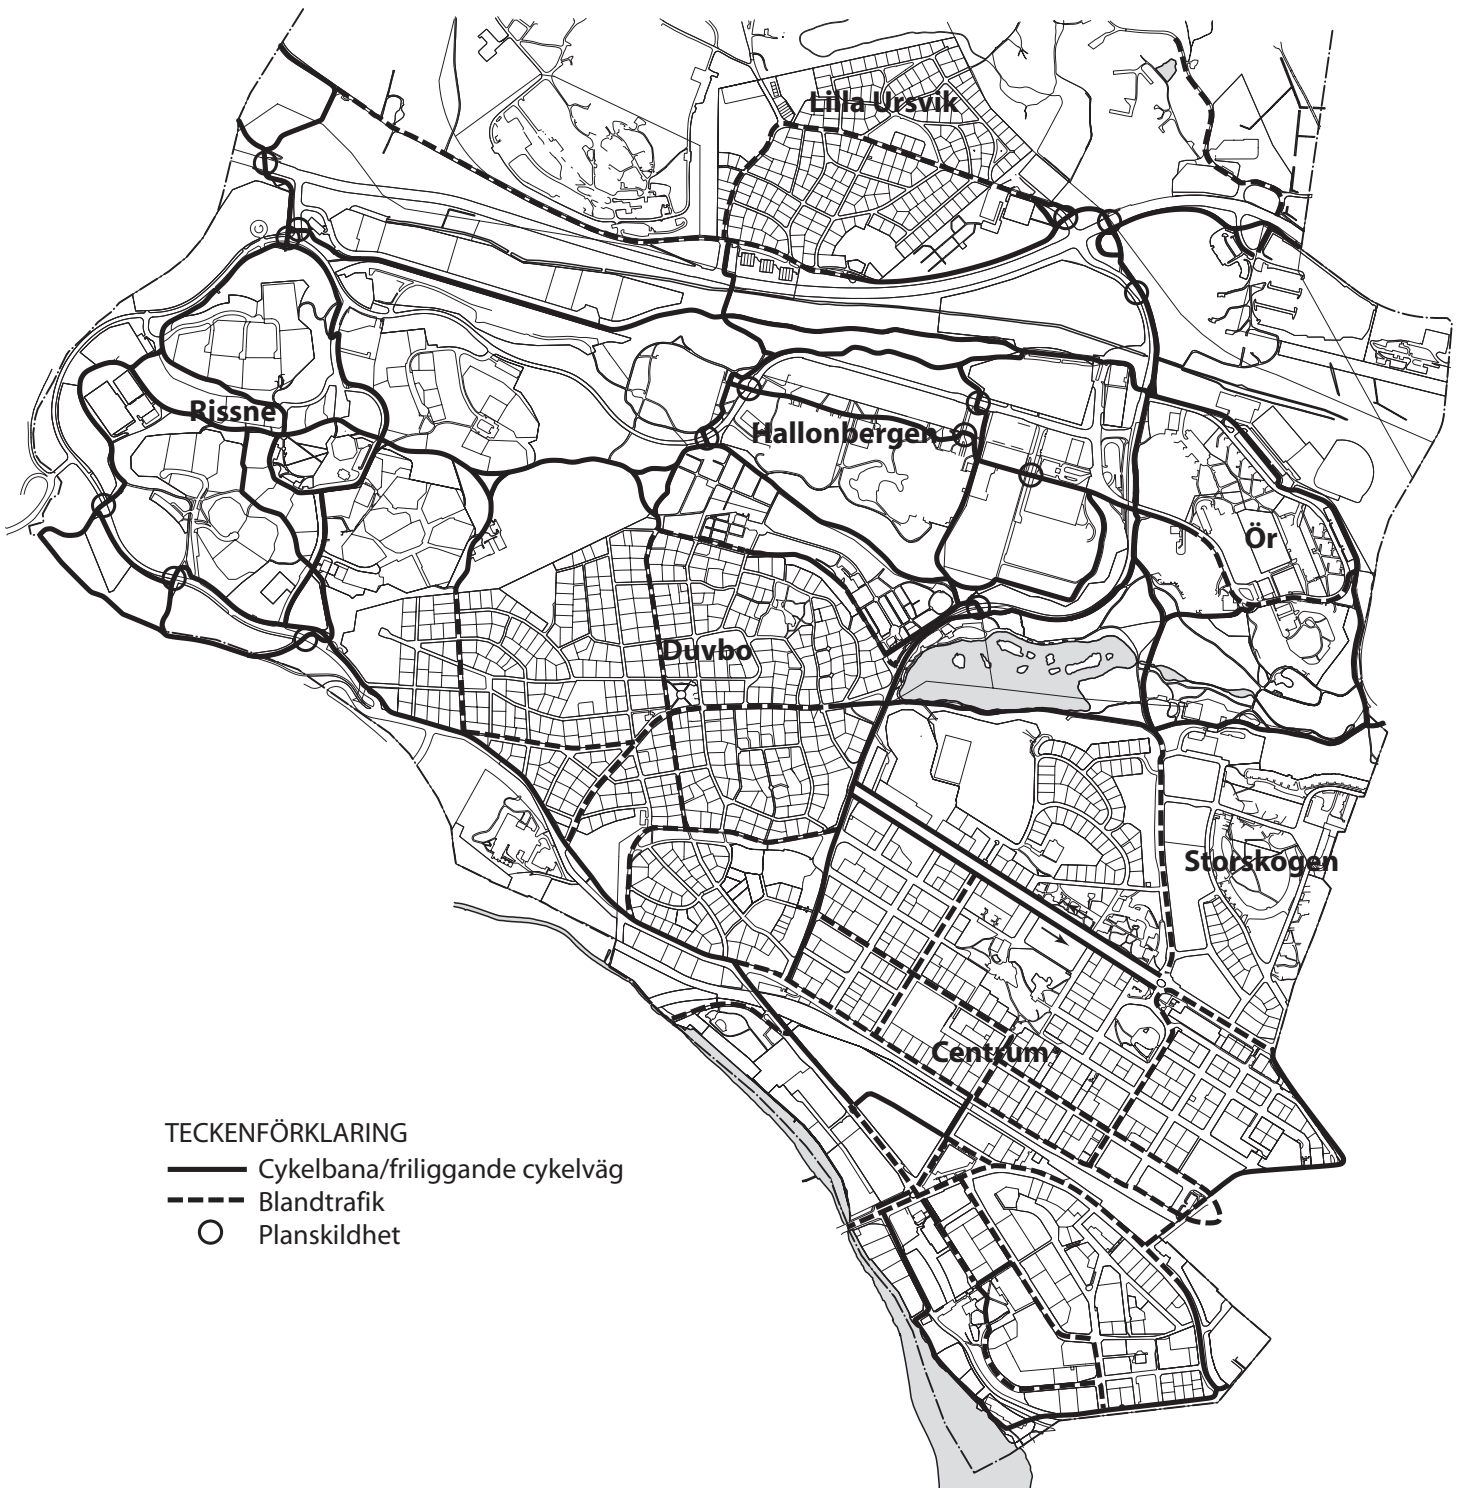 Lilla Ursvik
Rissne
Hallonbergen
Ör
Duvbo
Storskogen
Centrum
TECKENFÖRKLARING
Cykelbana/friliggande cykelväg
Blandtrafik
Planskildhet